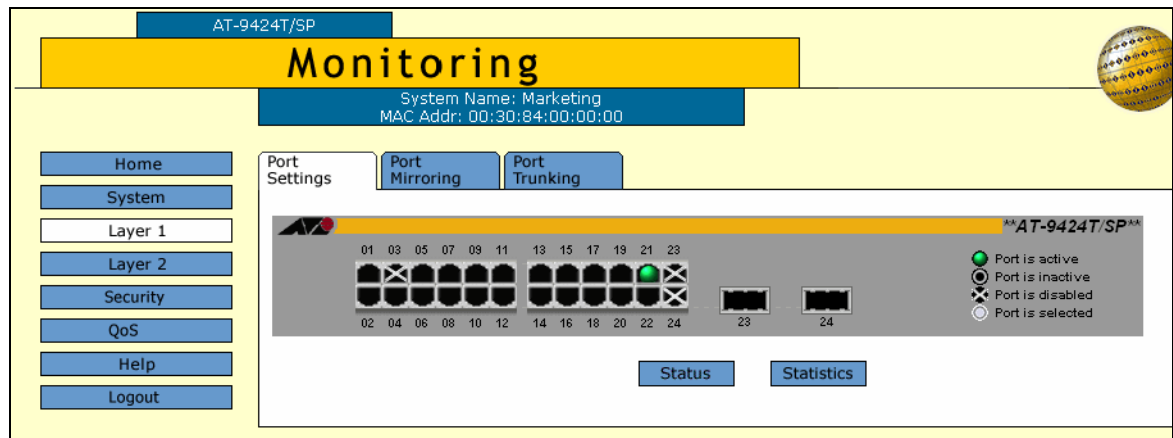 AT-9424T/SP
Monitoring
System Name: Marketing
MAC Addr: 00:30:84:00:00:00
Home
System
Layer 1
Layer 2
Security
QoS
Help
Logout
Port Settings
Port Mirroring
Port Trunking
**AT-9424T/SP**
01 03 05 07 09 11 13 15 17 19 21 23
02 04 06 08 10 12 14 16 18 20 22 24
23 24
Port is active
Port is inactive
Port is disabled
Port is selected
Status Statistics